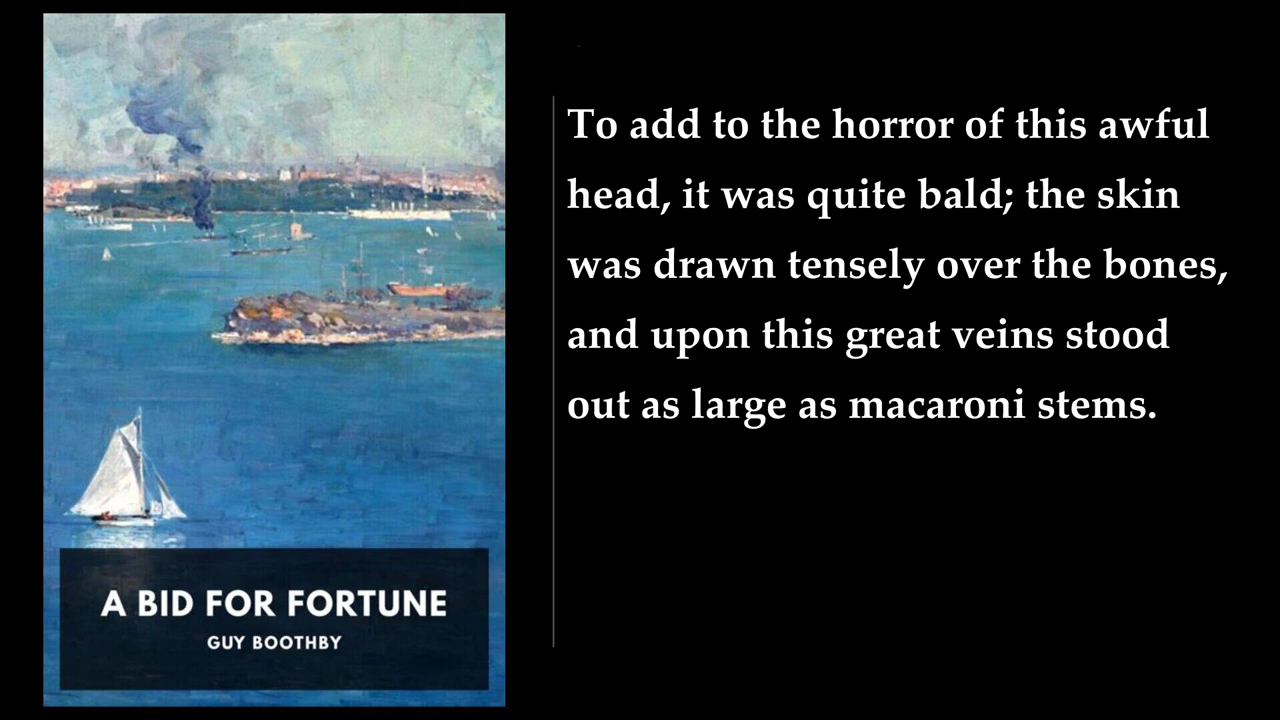 To add to the horror of this awful
head, it was quite bald; the skin
was drawn tensely over the bones,
and upon this great veins stood
out as large as macaroni stems.
A BID FOR FORTUNE
GUY BOOTHBY